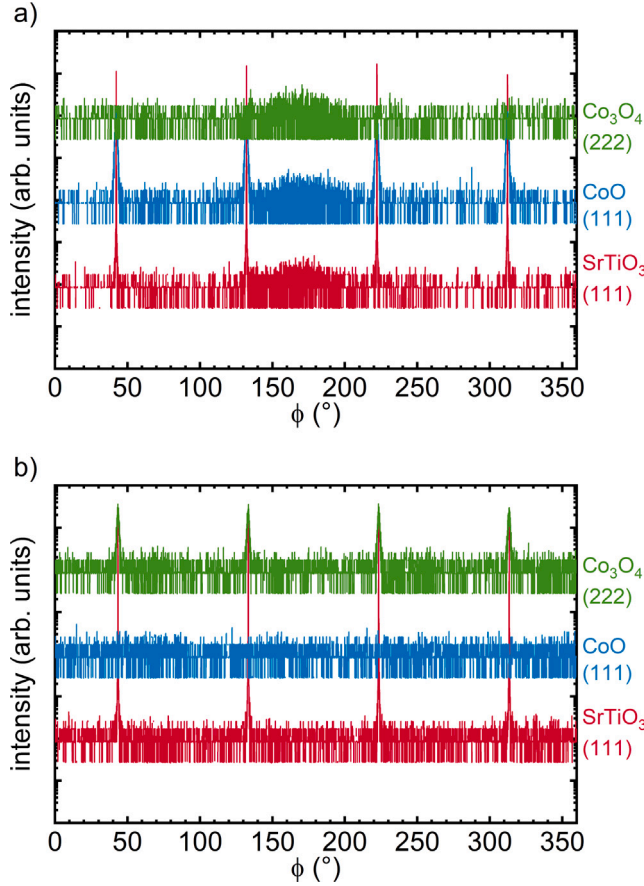 a)
intensity (arb. units)
Co₃O₄
(222)
CoO
(111)
SrTiO₃
(111)
0 50 100 150 200 250 300 350
ϕ (°)
b)
intensity (arb. units)
Co₃O₄
(222)
CoO
(111)
SrTiO₃
(111)
0 50 100 150 200 250 300 350
ϕ (°)